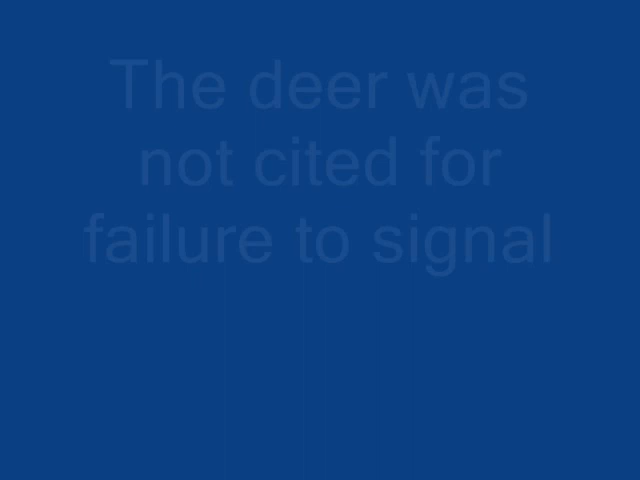 The deer was
not cited for
failure to signal